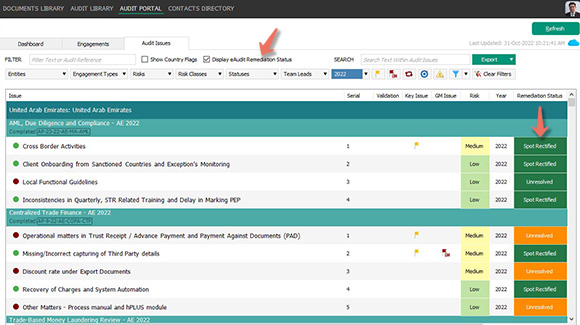 DOCUMENTS LIBRARY AUDIT LIBRARY AUDIT PORTAL CONTACTS DIRECTORY
Refresh
Dashboard Engagements Audit Issues Last Updated: 31-Oct-2022 10:21:41 AM
FILTER Filter Text or Audit Reference Show Country Flags Display eAudit Remediation Status SEARCH Search Text Within Audit Issues Export
Entities Engagement Types Risks Risk Classes Statuses Team Leads 2022 Clear Filters
Issue Serial Validation Key Issue GM Issue Risk Year Remediation Status
United Arab Emirates: United Arab Emirates
AML, Due Diligence and Compliance - AE 2022
Completed
Cross Border Activities 1 Medium 2022 Spot Rectified
Client Onboarding from Sanctioned Countries and Exception's Monitoring 2 Low 2022 Spot Rectified
Local Functional Guidelines 3 Low 2022 Unresolved
Inconsistencies in Quarterly, STR Related Training and Delay in Marking PEP 4 Low 2022 Spot Rectified
Centralized Trade Finance - AE 2022
Completed
Operational matters in Trust Receipt / Advance Payment and Payment Against Documents (PAD) 1 Medium 2022 Unresolved
Missing/Incorrect capturing of Third Party details 2 Medium 2022 Spot Rectified
Discount rate under Export Documents 3 Medium 2022 Unresolved
Recovery of Charges and System Automation 4 Low 2022 Spot Rectified
Other Matters - Process manual and hPLUS module 5 Low 2022 Unresolved
Trade-Based Money Laundering Review - AE 2022